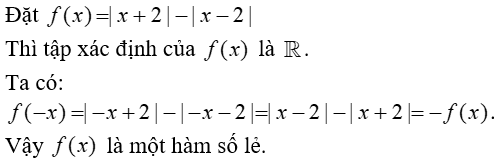 Đặt f(x)=| x + 2 | − | x − 2 |
Thì tập xác định của f(x) là ℝ.
Ta có:
f(−x)=| −x + 2 | − | −x − 2 |=| x − 2 | − | x + 2 |= −f(x).
Vậy f(x) là một hàm số lẻ.